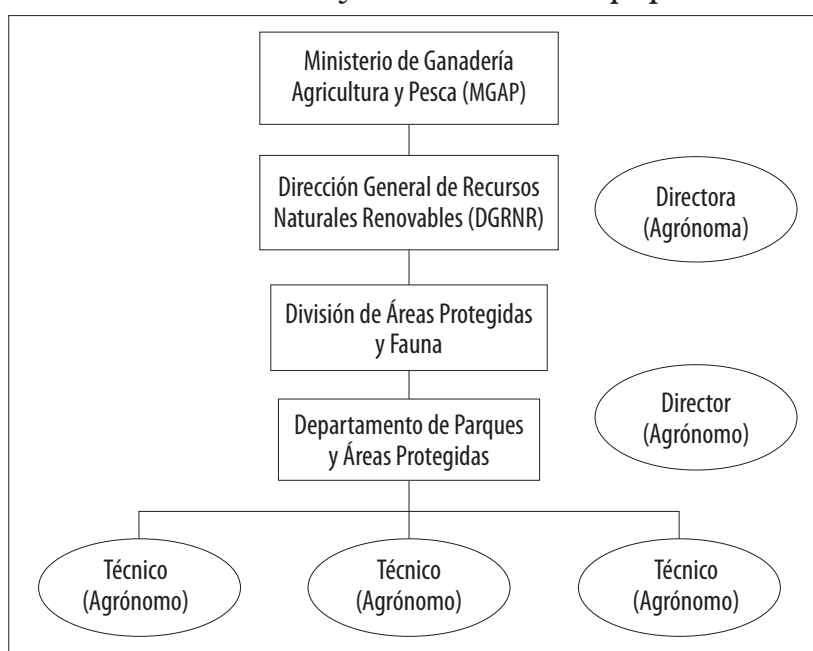 Ministerio de Ganadería
Agricultura y Pesca (MGAP)
Dirección General de Recursos
Naturales Renovables (DGRNR)
Directora
(Agrónoma)
División de Áreas Protegidas
y Fauna
Departamento de Parques
y Áreas Protegidas
Director
(Agrónomo)
Técnico
(Agrónomo)
Técnico
(Agrónomo)
Técnico
(Agrónomo)